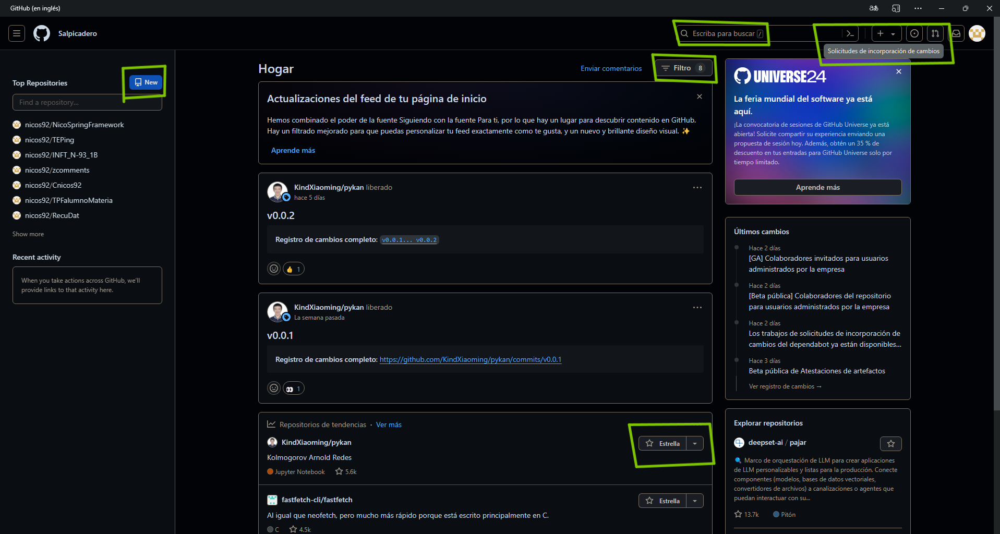 GitHub (en inglés)
Salpicadero
Escriba para buscar /
Solicitudes de incorporación de cambios
Top Repositories
New
Find a repository...
nicos92/NicoSpringFramework
nicos92/TEPing
nicos92/INFT_N-93_1B
nicos92/zcomments
nicos92/Cnicos92
nicos92/TPFalumnoMateria
nicos92/RecuDat
Show more
Recent activity
When you take actions across GitHub, we'll
provide links to that activity here.
Hogar
Enviar comentarios
Filtro 8
Actualizaciones del feed de tu página de inicio
Hemos combinado el poder de la fuente Siguiendo con la fuente Para ti, por lo que hay un lugar para descubrir contenido en GitHub.
Hay un filtrado mejorado para que puedas personalizar tu feed exactamente como te gusta, y un nuevo y brillante diseño visual. ✨
Aprende más
KindXiaoming/pykan liberado
hace 5 días
v0.0.2
Registro de cambios completo: v0.0.1... v0.0.2
👍 1
KindXiaoming/pykan liberado
La semana pasada
v0.0.1
Registro de cambios completo: https://github.com/KindXiaoming/pykan/commits/v0.0.1
👀 1
Repositorios de tendencias · Ver más
KindXiaoming/pykan
Estrella
Kolmogorov Arnold Redes
Jupyter Notebook 5.6k
fastfetch-cli/fastfetch
Estrella
Al igual que neofetch, pero mucho más rápido porque está escrito principalmente en C.
C 4.5k
UNIVERSE24
La feria mundial del software ya está
aquí.
¡La convocatoria de sesiones de GitHub Universe ya está
abierta! Solicite compartir su experiencia enviando una
propuesta de sesión hoy. Además, obtén un 35 % de
descuento en tus entradas para GitHub Universe solo por
tiempo limitado.
Aprende más
Últimos cambios
Hace 2 días
[GA] Colaboradores invitados para usuarios
administrados por la empresa
Hace 2 días
[Beta pública] Colaboradores del repositorio
para usuarios administrados por la empresa
Hace 2 días
Los trabajos de solicitudes de incorporación de
cambios del dependabot ya están disponibles...
Hace 3 días
Beta pública de Atestaciones de artefactos
Ver registro de cambios →
Explorar repositorios
deepset-ai / pajar
🔍 Marco de orquestación de LLM para crear aplicaciones
de LLM personalizables y listas para la producción. Conecte
componentes (modelos, bases de datos vectoriales,
convertidores de archivos) a canalizaciones o agentes que
puedan interactuar con su...
13.7k Pitón